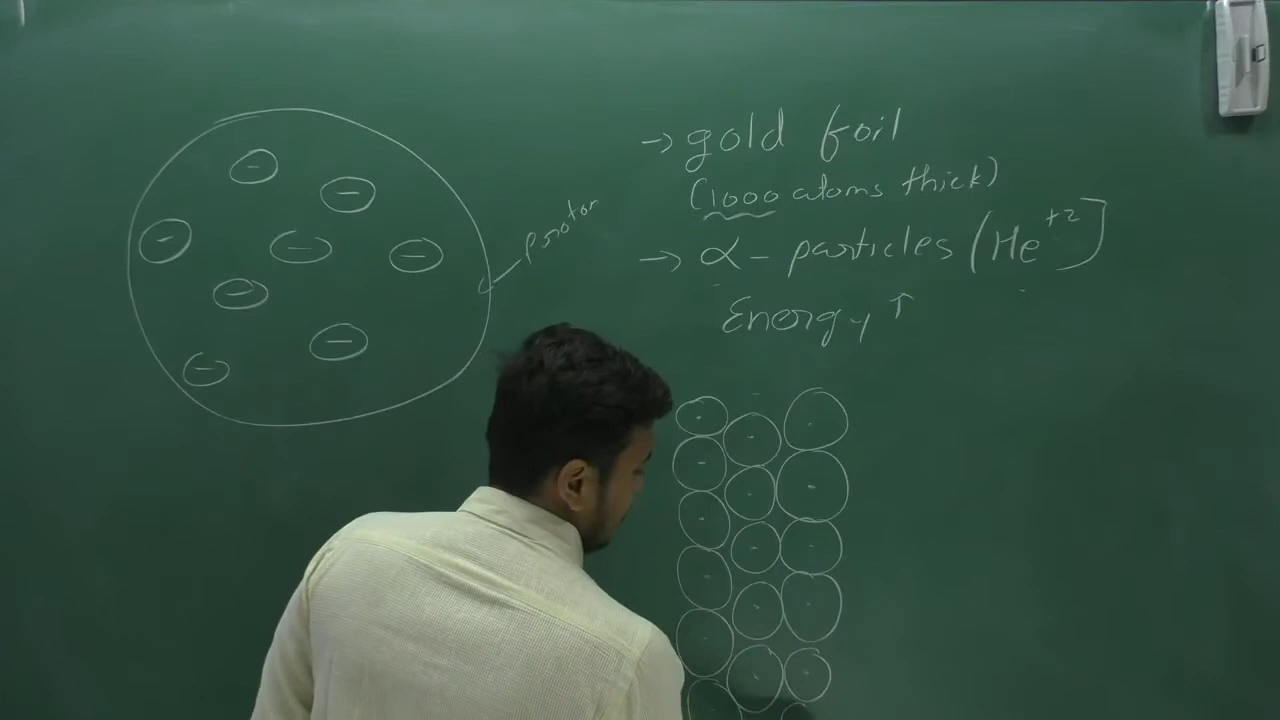 → gold foil
(1000 atoms thick)
→ α - particles (He+2)
Energy ↑
proton